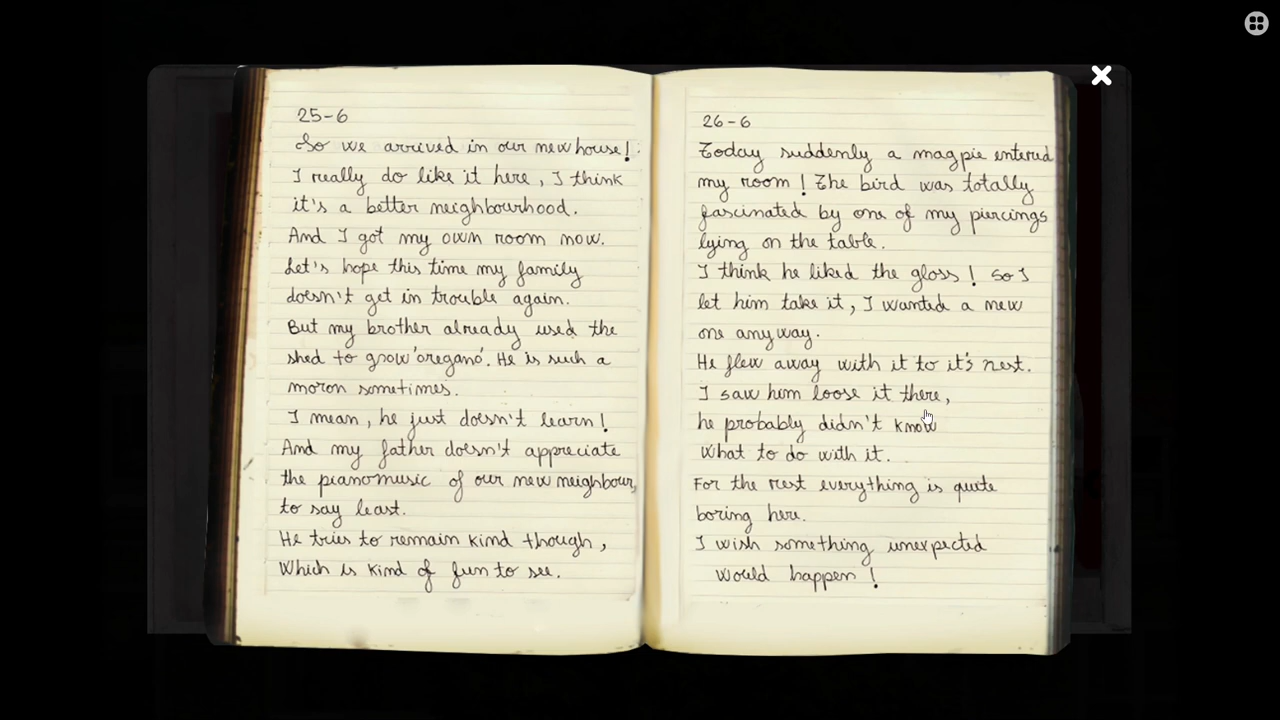 25-6
So we arrived in our new house!
I really do like it here, I think
it's a better neighbourhood.
And I got my own room now.
Let's hope this time my family
doesn't get in trouble again.
But my brother already used the
shed to grow 'oregano'. He is such a
moron sometimes.
I mean, he just doesn't learn!
And my father doesn't appreciate
the pianomusic of our new neighbour,
to say least.
He tries to remain kind though,
Which is kind of fun to see.
26-6
Today suddenly a magpie entered
my room! The bird was totally
fascinated by one of my piercings
lying on the table.
I think he liked the gloss! So I
let him take it, I wanted a new
one anyway.
He flew away with it to it's nest.
I saw him loose it there,
he probably didn't know
what to do with it.
For the rest everything is quite
boring here.
I wish something unexpected
would happen!